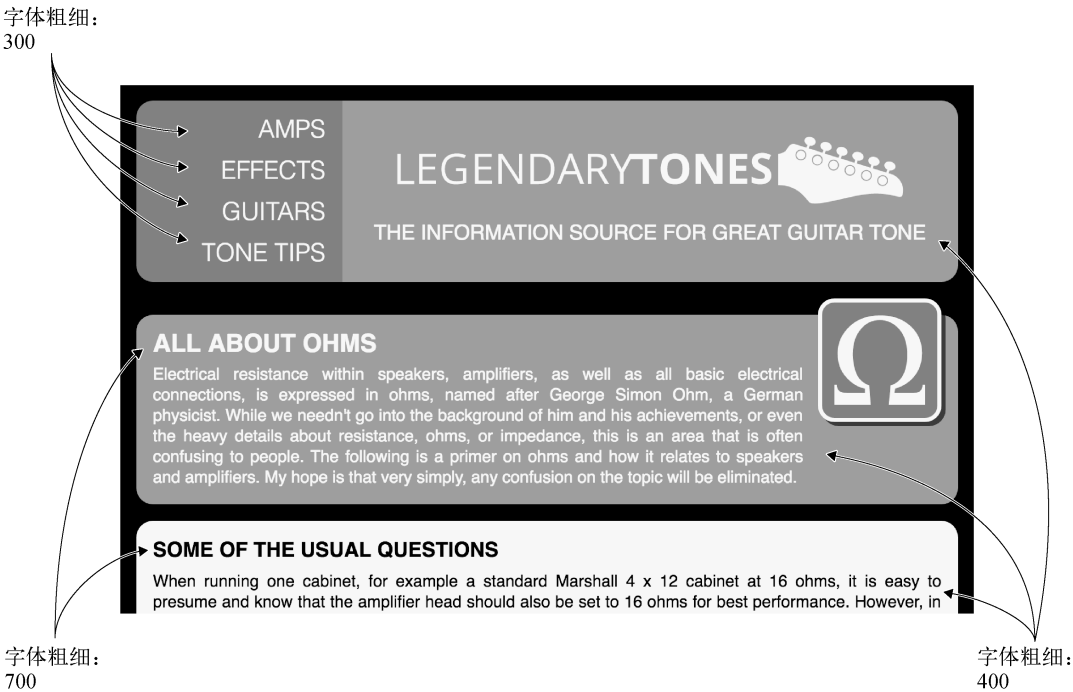 字体粗细：
300
AMPS
EFFECTS
GUITARS
TONE TIPS
LEGENDARYTONES
THE INFORMATION SOURCE FOR GREAT GUITAR TONE
ALL ABOUT OHMS
Electrical resistance within speakers, amplifiers, as well as all basic electrical
connections, is expressed in ohms, named after George Simon Ohm, a German
physicist. While we needn't go into the background of him and his achievements, or even
the heavy details about resistance, ohms, or impedance, this is an area that is often
confusing to people. The following is a primer on ohms and how it relates to speakers
and amplifiers. My hope is that very simply, any confusion on the topic will be eliminated.
Ω
SOME OF THE USUAL QUESTIONS
When running one cabinet, for example a standard Marshall 4 x 12 cabinet at 16 ohms, it is easy to
presume and know that the amplifier head should also be set to 16 ohms for best performance. However, in
字体粗细：
700
字体粗细：
400